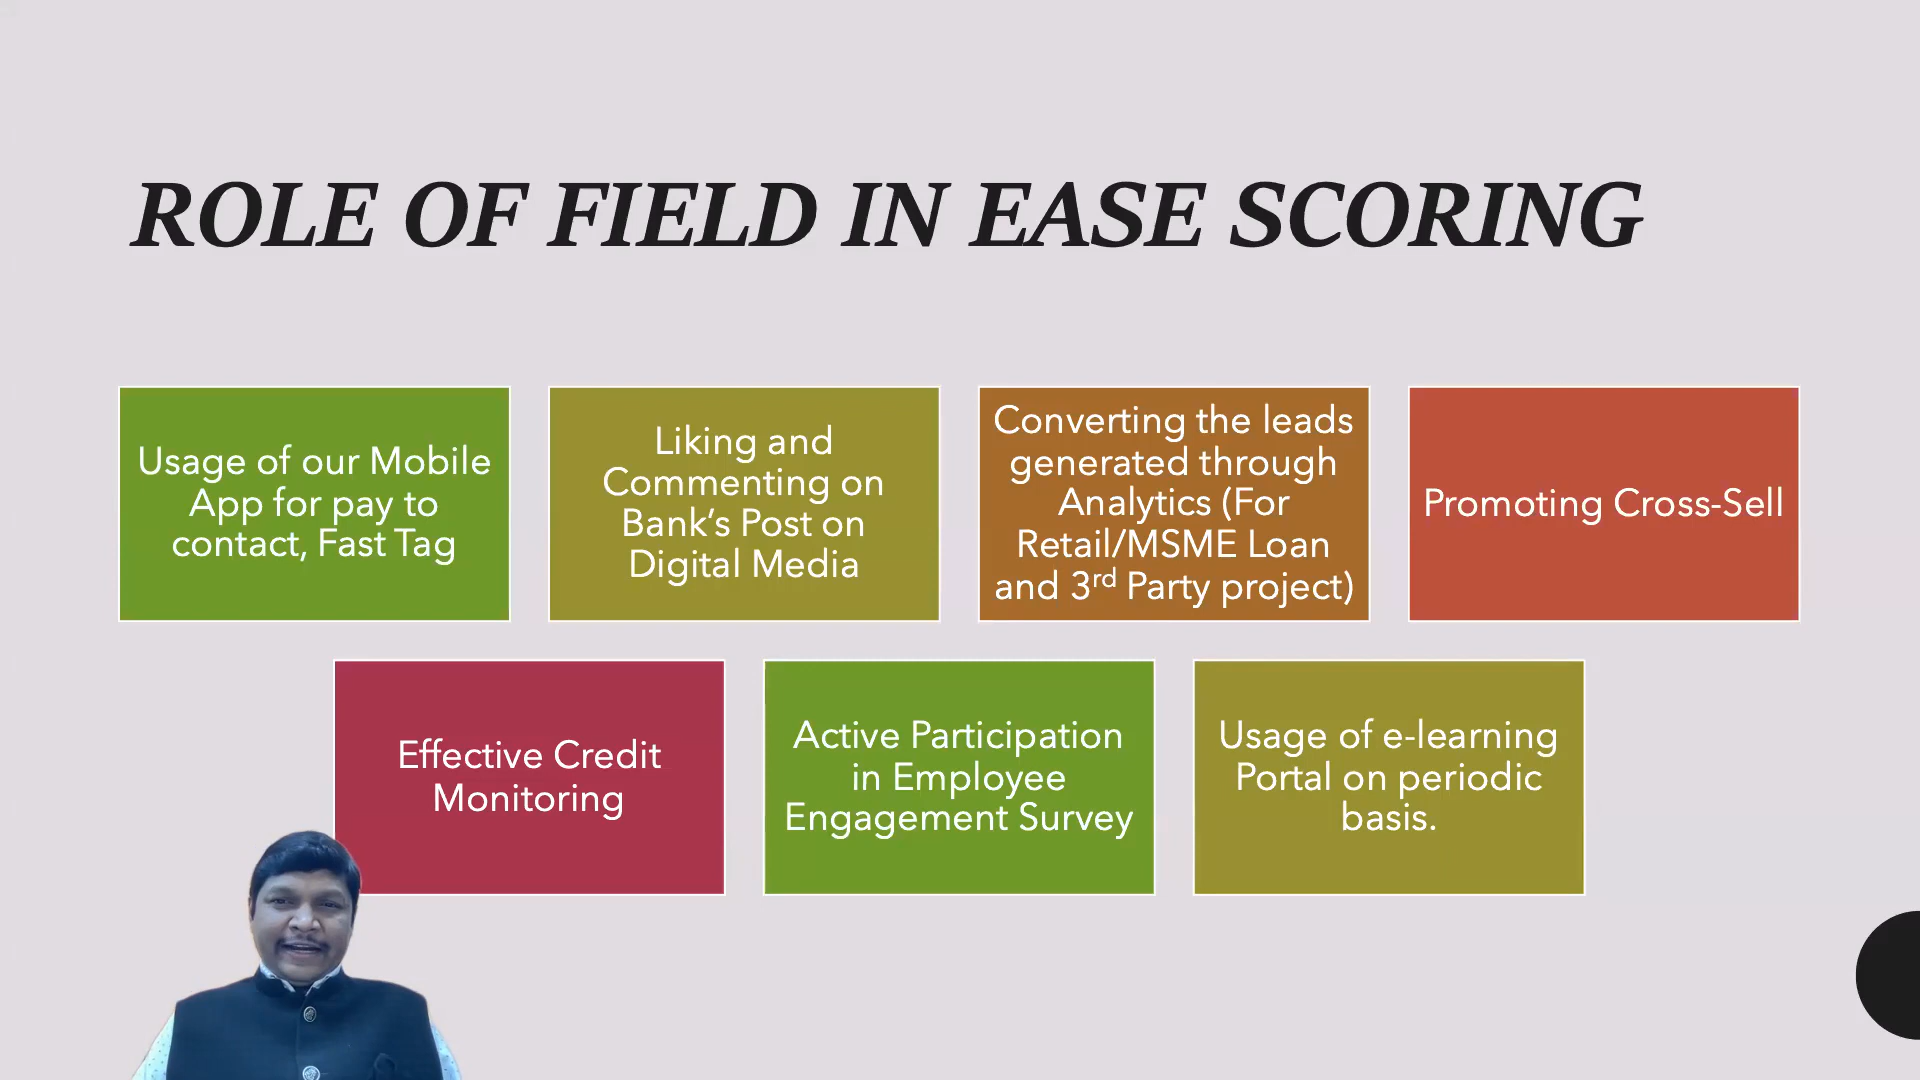 ROLE OF FIELD IN EASE SCORING
Usage of our Mobile
App for pay to
contact, Fast Tag
Liking and
Commenting on
Bank’s Post on
Digital Media
Converting the leads
generated through
Analytics (For
Retail/MSME Loan
and 3rd Party project)
Promoting Cross-Sell
Effective Credit
Monitoring
Active Participation
in Employee
Engagement Survey
Usage of e-learning
Portal on periodic
basis.